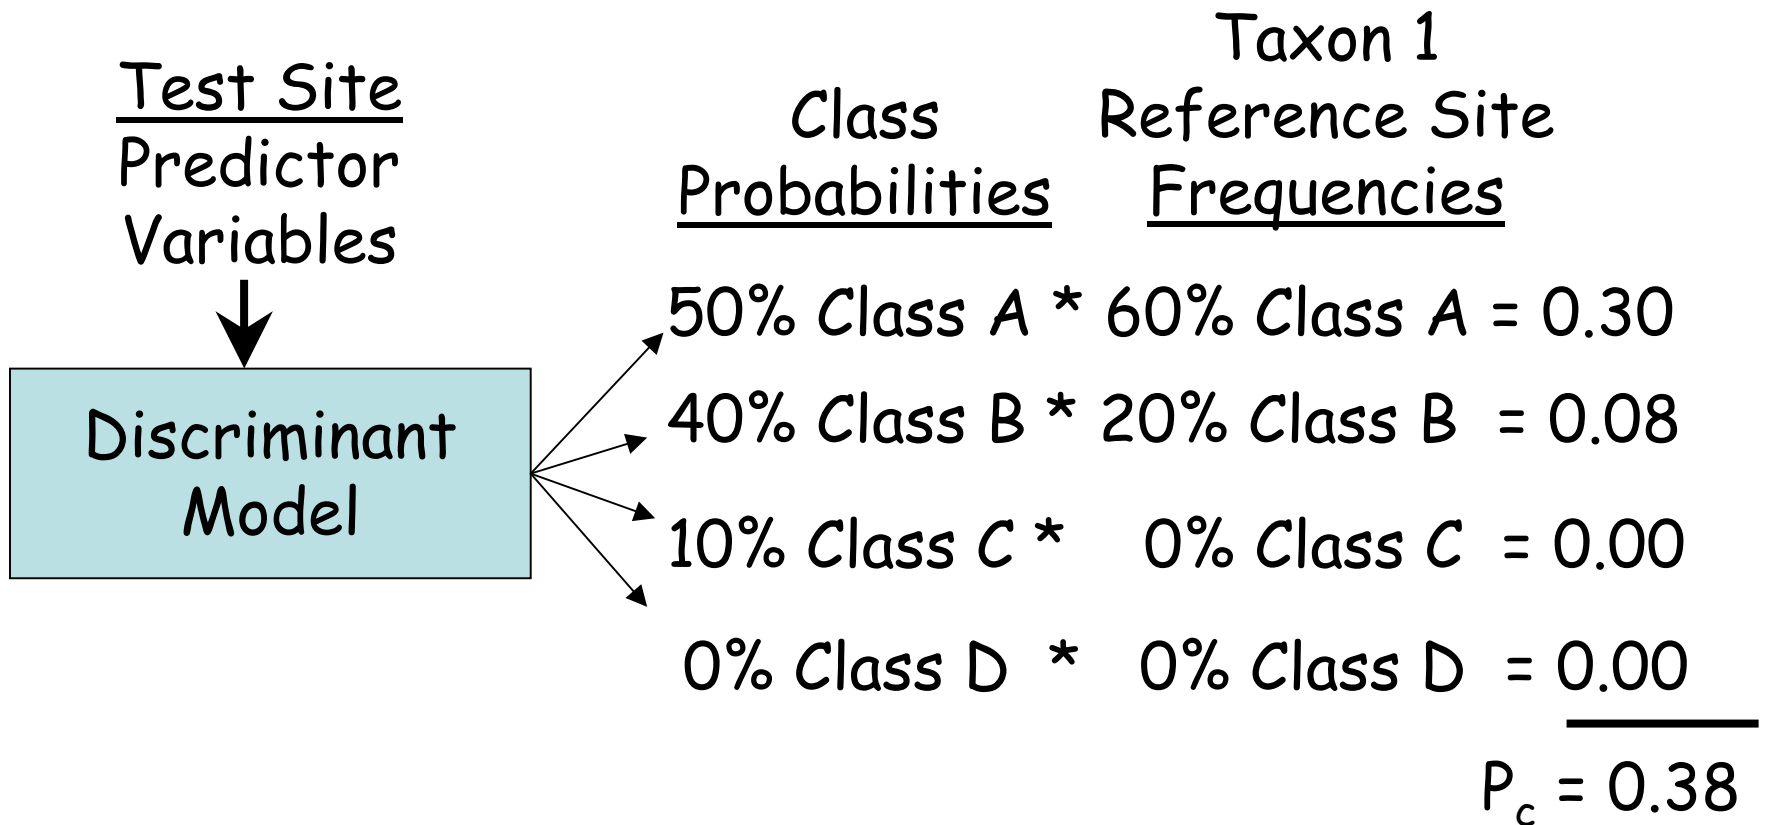 Test Site
Predictor
Variables
Discriminant
Model
Class
Probabilities
Taxon 1
Reference Site
Frequencies
50% Class A * 60% Class A = 0.30
40% Class B * 20% Class B = 0.08
10% Class C * 0% Class C = 0.00
0% Class D * 0% Class D = 0.00
Pc = 0.38